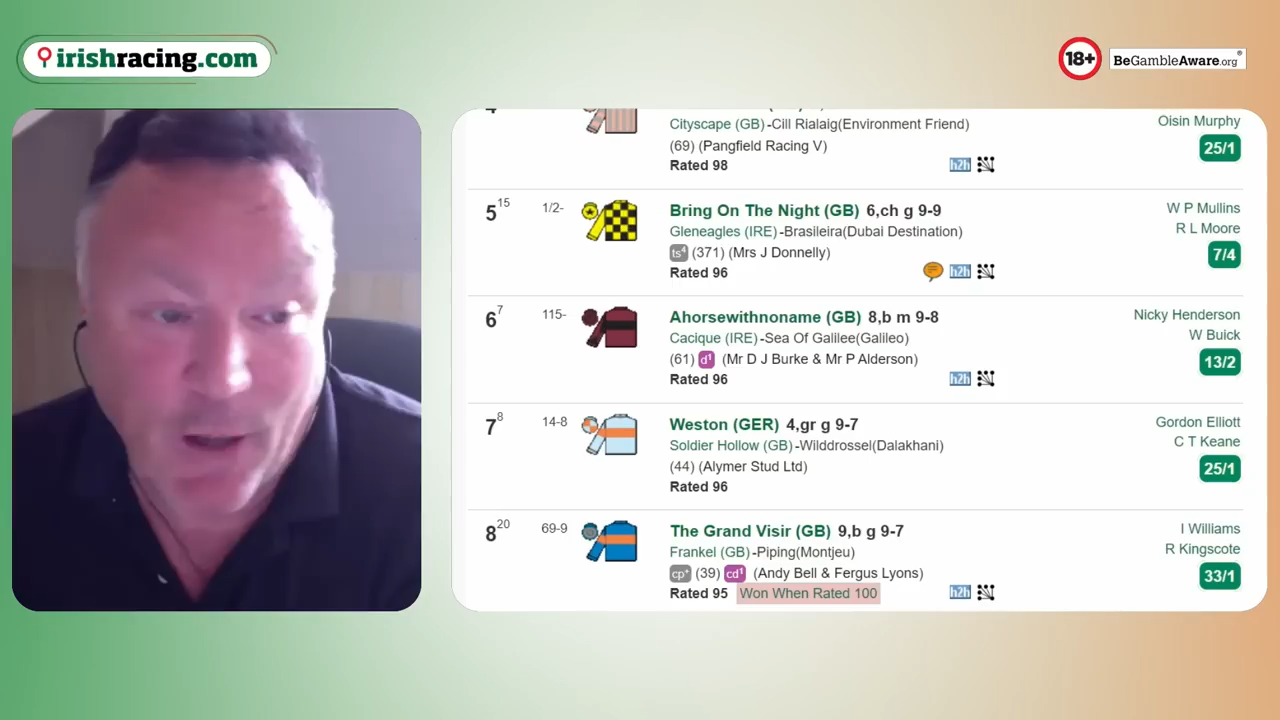 irishracing.com
18+
BeGambleAware.org®
Cityscape (GB) -Cill Rialaig(Environment Friend)
Oisin Murphy
(69) (Pangfield Racing V)
25/1
Rated 98
h2h
5 15
1/2-
Bring On The Night (GB) 6,ch g 9-9
W P Mullins
Gleneagles (IRE) -Brasileira(Dubai Destination)
R L Moore
ts4 (371) (Mrs J Donnelly)
7/4
Rated 96
h2h
6 7
115-
Ahorsewithnoname (GB) 8,b m 9-8
Nicky Henderson
Cacique (IRE) -Sea Of Galilee(Galileo)
W Buick
(61) d1 (Mr D J Burke & Mr P Alderson)
13/2
Rated 96
h2h
7 8
14-8
Weston (GER) 4,gr g 9-7
Gordon Elliott
Soldier Hollow (GB) -Wilddrossel(Dalakhani)
C T Keane
(44) (Alymer Stud Ltd)
25/1
Rated 96
8 20
69-9
The Grand Visir (GB) 9,b g 9-7
I Williams
Frankel (GB) -Piping(Montjeu)
R Kingscote
cp* (39) cd1 (Andy Bell & Fergus Lyons)
33/1
Rated 95 Won When Rated 100
h2h